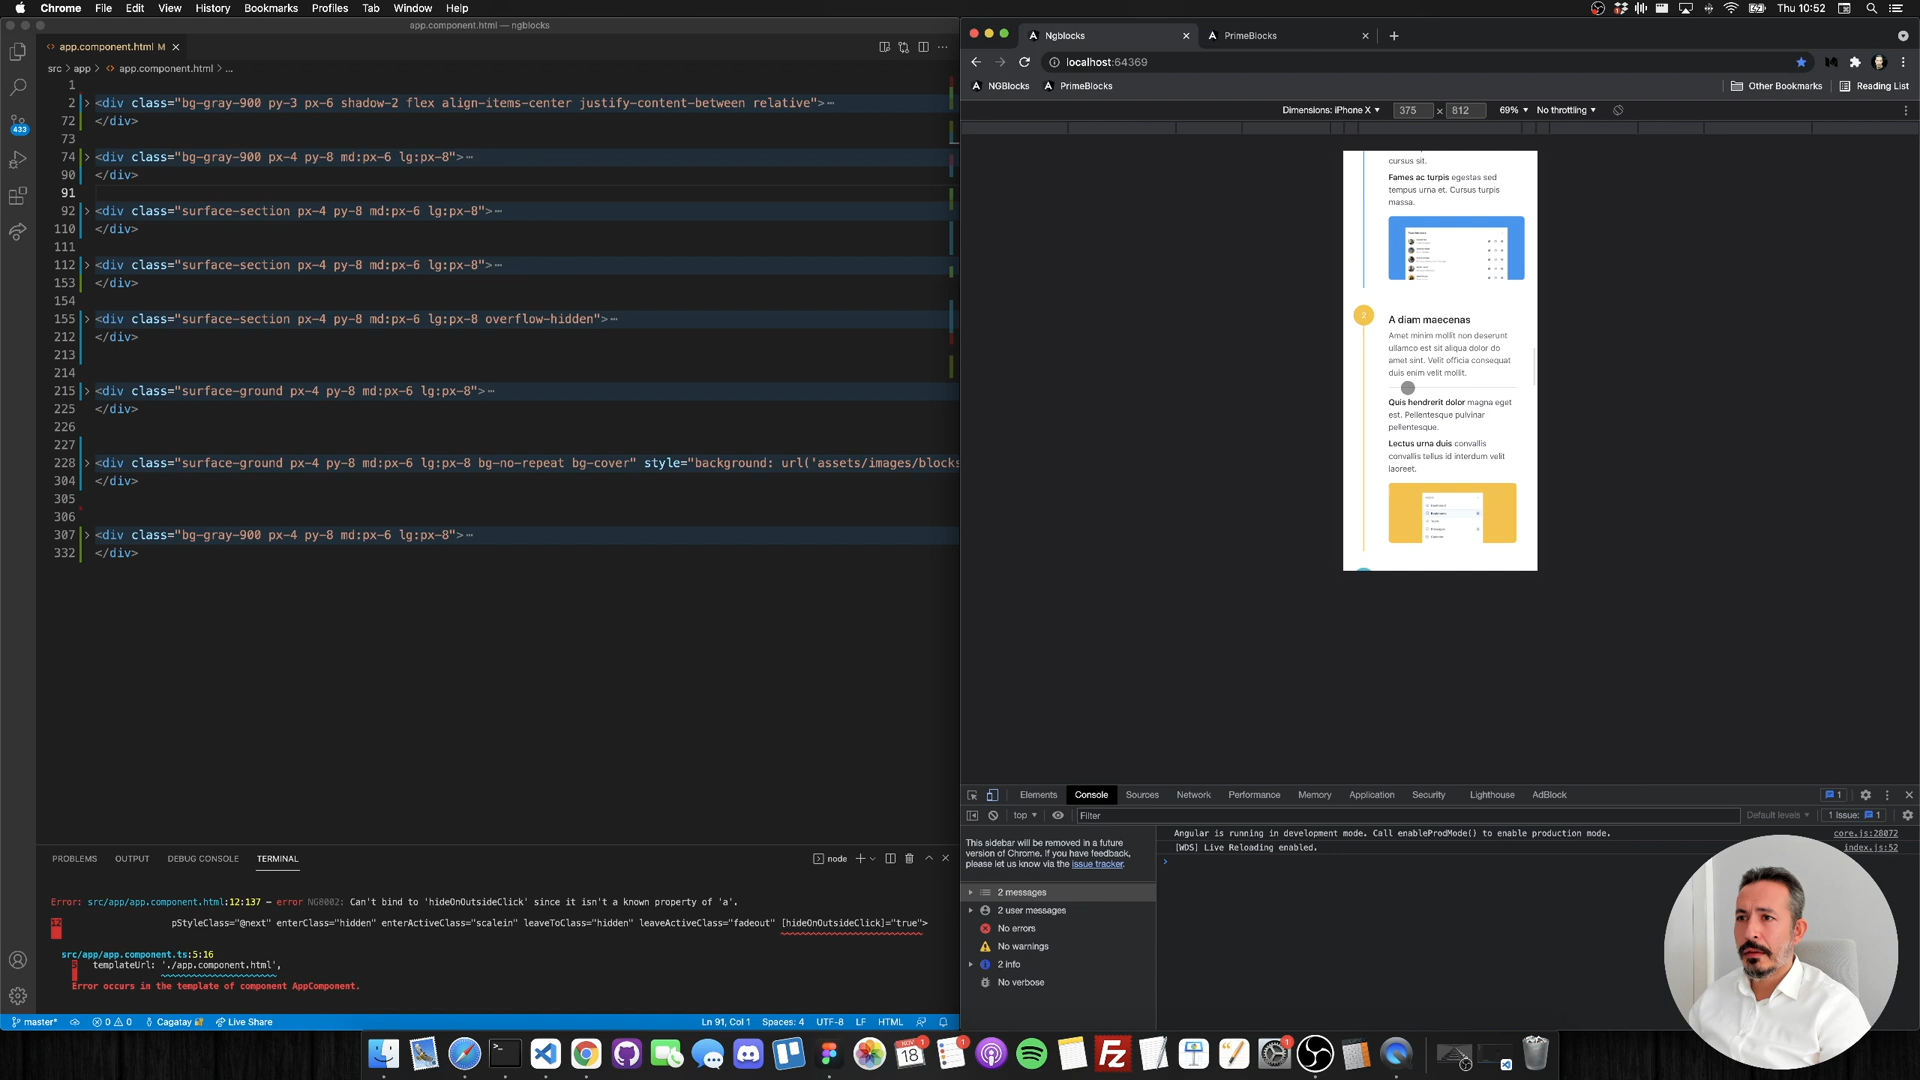 Chrome File Edit View History Bookmarks Profiles Tab Window Help
Thu 10:52
app.component.html — ngblocks
app.component.html M
src > app > app.component.html > ...
1
2 <div class="bg-gray-900 py-3 px-6 shadow-2 flex align-items-center justify-content-between relative">⋯
72 </div>
73
74 <div class="bg-gray-900 px-4 py-8 md:px-6 lg:px-8">⋯
90 </div>
91
92 <div class="surface-section px-4 py-8 md:px-6 lg:px-8">⋯
110 </div>
111
112 <div class="surface-section px-4 py-8 md:px-6 lg:px-8">⋯
153 </div>
154
155 <div class="surface-section px-4 py-8 md:px-6 lg:px-8 overflow-hidden">⋯
212 </div>
213
214
215 <div class="surface-ground px-4 py-8 md:px-6 lg:px-8">⋯
225 </div>
226
227
228 <div class="surface-ground px-4 py-8 md:px-6 lg:px-8 bg-no-repeat bg-cover" style="background: url('assets/images/blocks
304 </div>
305
306
307 <div class="bg-gray-900 px-4 py-8 md:px-6 lg:px-8">⋯
332 </div>
433
PROBLEMS OUTPUT DEBUG CONSOLE TERMINAL
node
Error: src/app/app.component.html:12:137 - error NG8002: Can't bind to 'hideOnOutsideClick' since it isn't a known property of 'a'.
12 pStyleClass="@next" enterClass="hidden" enterActiveClass="scalein" leaveToClass="hidden" leaveActiveClass="fadeout" [hideOnOutsideClick]="true">
src/app/app.component.ts:5:16
5 templateUrl: './app.component.html',
Error occurs in the template of component AppComponent.
master* 0 0 Cagatay Live Share
Ln 91, Col 1 Spaces: 4 UTF-8 LF HTML
Ngblocks
PrimeBlocks
localhost:64369
NGBlocks PrimeBlocks
Other Bookmarks Reading List
Dimensions: iPhone X 375 × 812 69% No throttling
cursus sit.
Fames ac turpis egestas sed
tempus urna et. Cursus turpis
massa.
2
A diam maecenas
Amet minim mollit non deserunt
ullamco est sit aliqua dolor do
amet sint. Velit officia consequat
duis enim velit mollit.
Quis hendrerit dolor magna eget
est. Pellentesque pulvinar
pellentesque.
Lectus urna duis convallis
convallis tellus id interdum velit
laoreet.
Elements Console Sources Network Performance Memory Application Security Lighthouse AdBlock
1
top Filter Default levels 1 Issue: 1
This sidebar will be removed in a future
version of Chrome. If you have feedback,
please let us know via the issue tracker.
2 messages
2 user messages
No errors
No warnings
2 info
No verbose
Angular is running in development mode. Call enableProdMode() to enable production mode. core.js:28072
[WDS] Live Reloading enabled. index.js:52
NOV
18